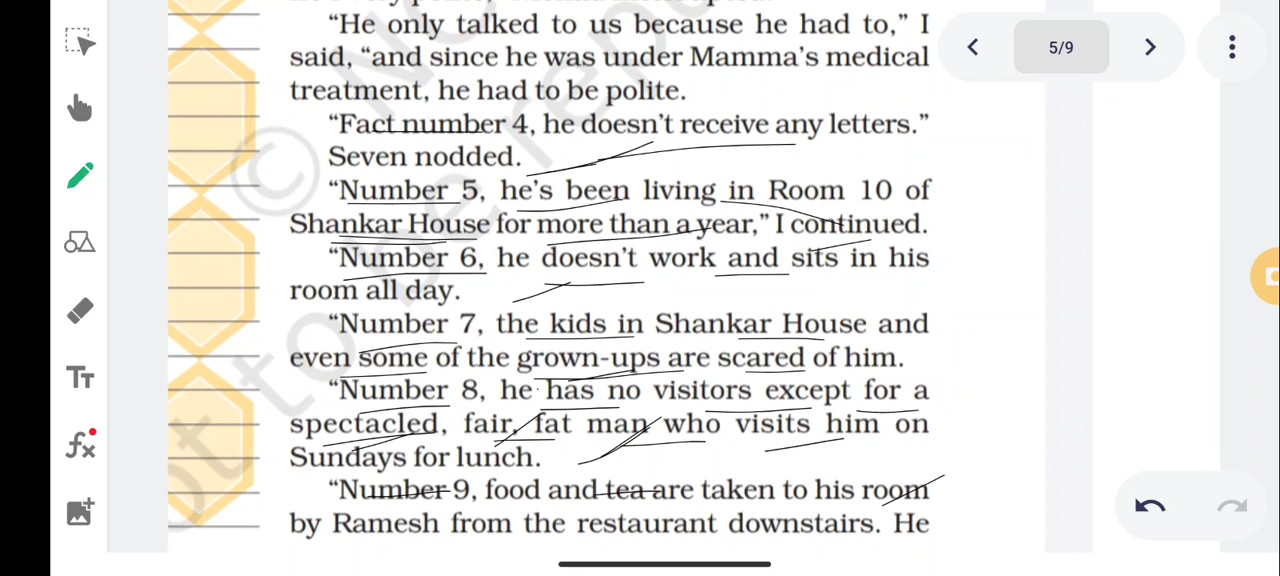 "He only talked to us because he had to," I
said, "and since he was under Mamma's medical
treatment, he had to be polite.
"Fact number 4, he doesn't receive any letters."
Seven nodded.
"Number 5, he's been living in Room 10 of
Shankar House for more than a year," I continued.
"Number 6, he doesn't work and sits in his
room all day.
"Number 7, the kids in Shankar House and
even some of the grown-ups are scared of him.
"Number 8, he has no visitors except for a
spectacled, fair, fat man who visits him on
Sundays for lunch.
"Number 9, food and tea are taken to his room
by Ramesh from the restaurant downstairs. He
5/9
Tт
fx